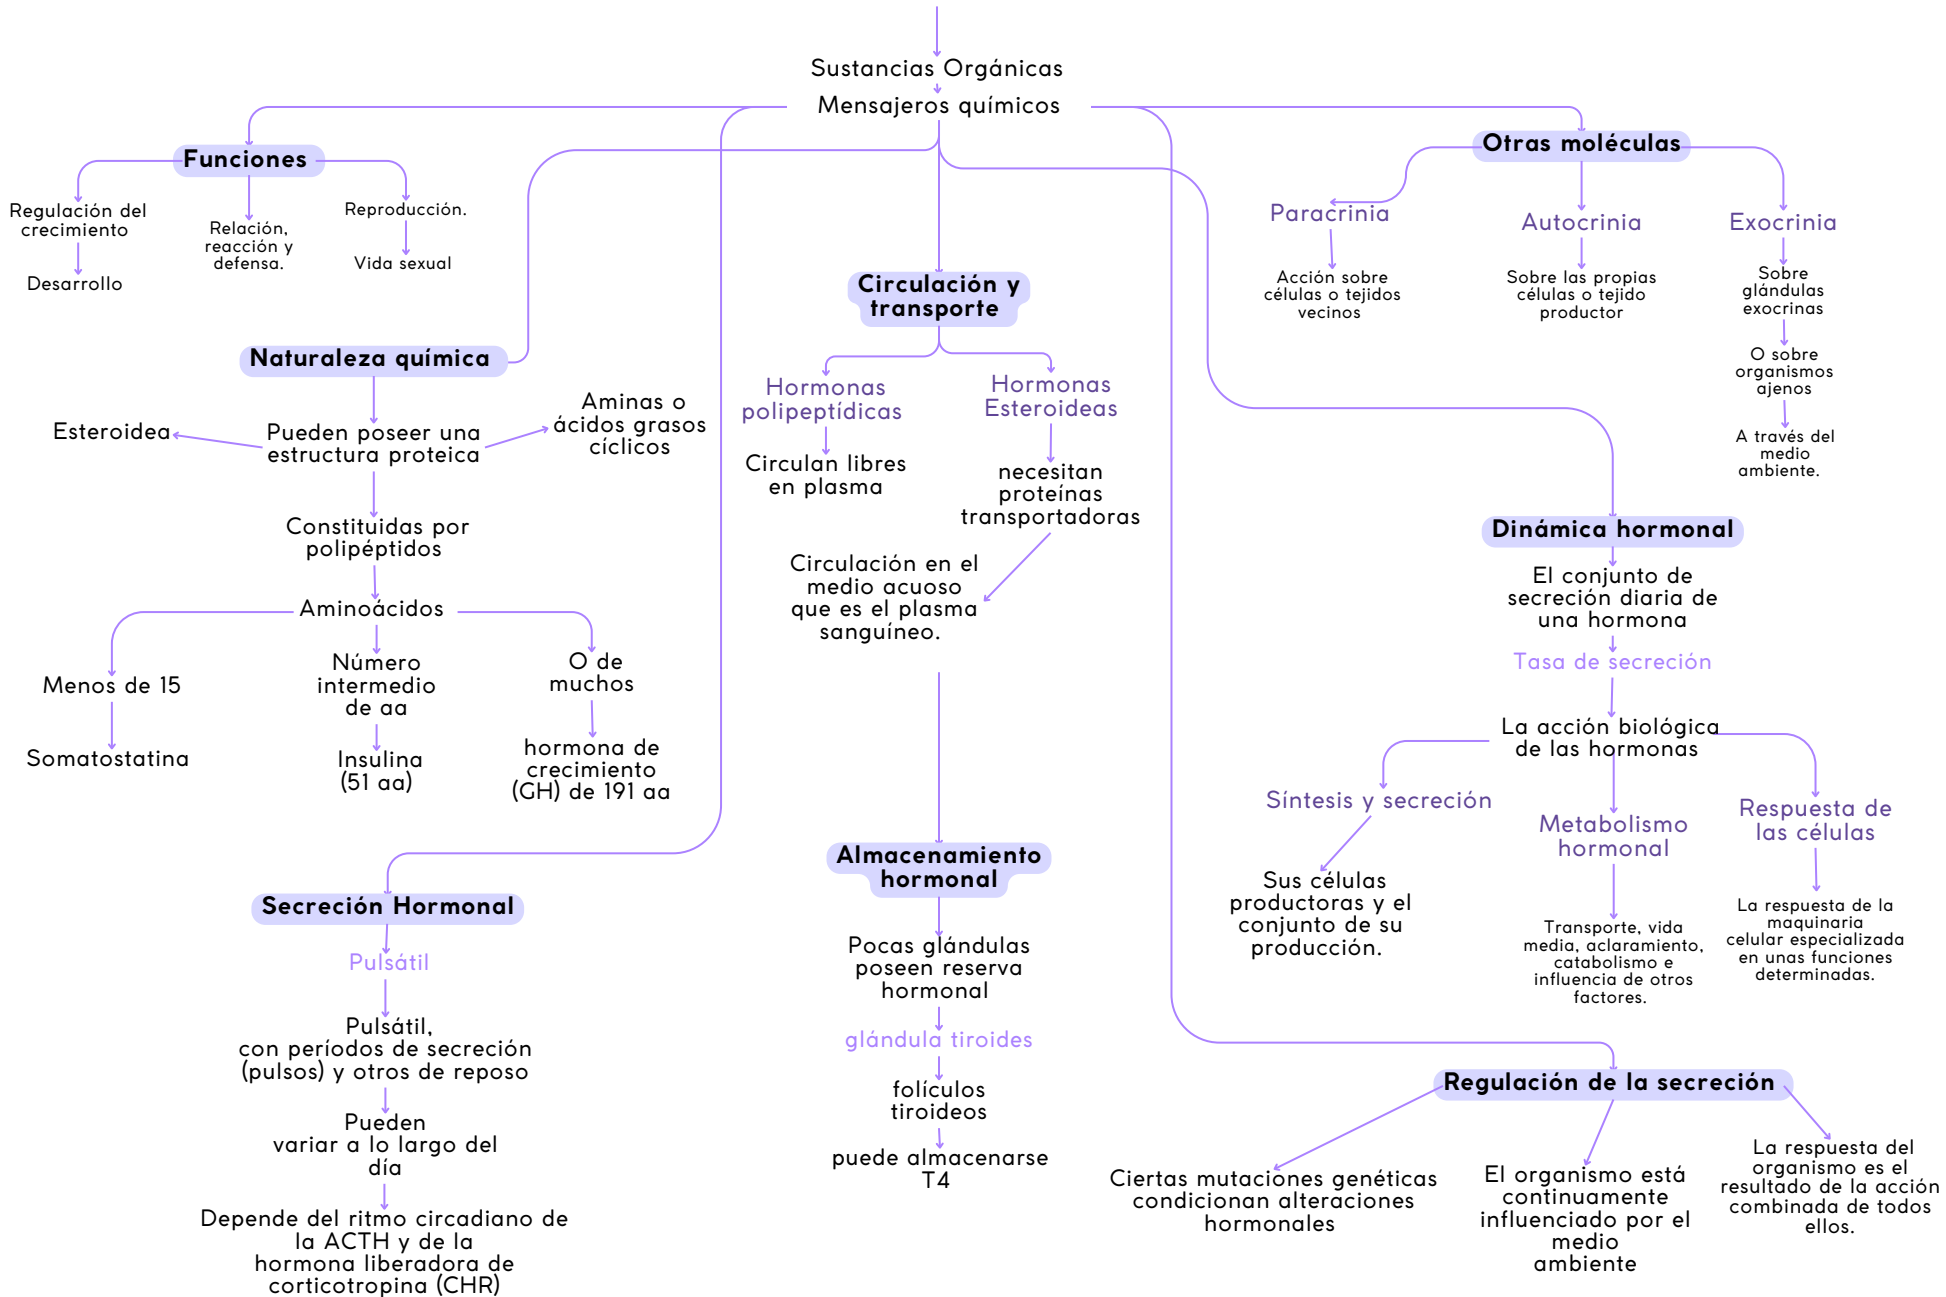 Sustancias Orgánicas
Mensajeros químicos
Funciones
Regulación del
crecimiento
Desarrollo
Relación,
reacción y
defensa.
Reproducción.
Vida sexual
Naturaleza química
Esteroidea
Pueden poseer una
estructura proteica
Aminas o
ácidos grasos
cíclicos
Constituidas por
polipéptidos
Aminoácidos
Menos de 15
Somatostatina
Número
intermedio
de aa
Insulina
(51 aa)
O de
muchos
hormona de
crecimiento
(GH) de 191 aa
Secreción Hormonal
Pulsátil
Pulsátil,
con períodos de secreción
(pulsos) y otros de reposo
Pueden
variar a lo largo del
día
Depende del ritmo circadiano de
la ACTH y de la
hormona liberadora de
corticotropina (CHR)
Circulación y
transporte
Hormonas
polipeptídicas
Circulan libres
en plasma
Hormonas
Esteroideas
necesitan
proteínas
transportadoras
Circulación en el
medio acuoso
que es el plasma
sanguíneo.
Almacenamiento
hormonal
Pocas glándulas
poseen reserva
hormonal
glándula tiroides
folículos
tiroideos
puede almacenarse
T4
Otras moléculas
Paracrinia
Acción sobre
células o tejidos
vecinos
Autocrinia
Sobre las propias
células o tejido
productor
Exocrinia
Sobre
glándulas
exocrinas
O sobre
organismos
ajenos
A través del
medio
ambiente.
Dinámica hormonal
El conjunto de
secreción diaria de
una hormona
Tasa de secreción
La acción biológica
de las hormonas
Síntesis y secreción
Sus células
productoras y el
conjunto de su
producción.
Metabolismo
hormonal
Transporte, vida
media, aclaramiento,
catabolismo e
influencia de otros
factores.
Respuesta de
las células
La respuesta de la
maquinaria
celular especializada
en unas funciones
determinadas.
Regulación de la secreción
Ciertas mutaciones genéticas
condicionan alteraciones
hormonales
El organismo está
continuamente
influenciado por el
medio
ambiente
La respuesta del
organismo es el
resultado de la acción
combinada de todos
ellos.